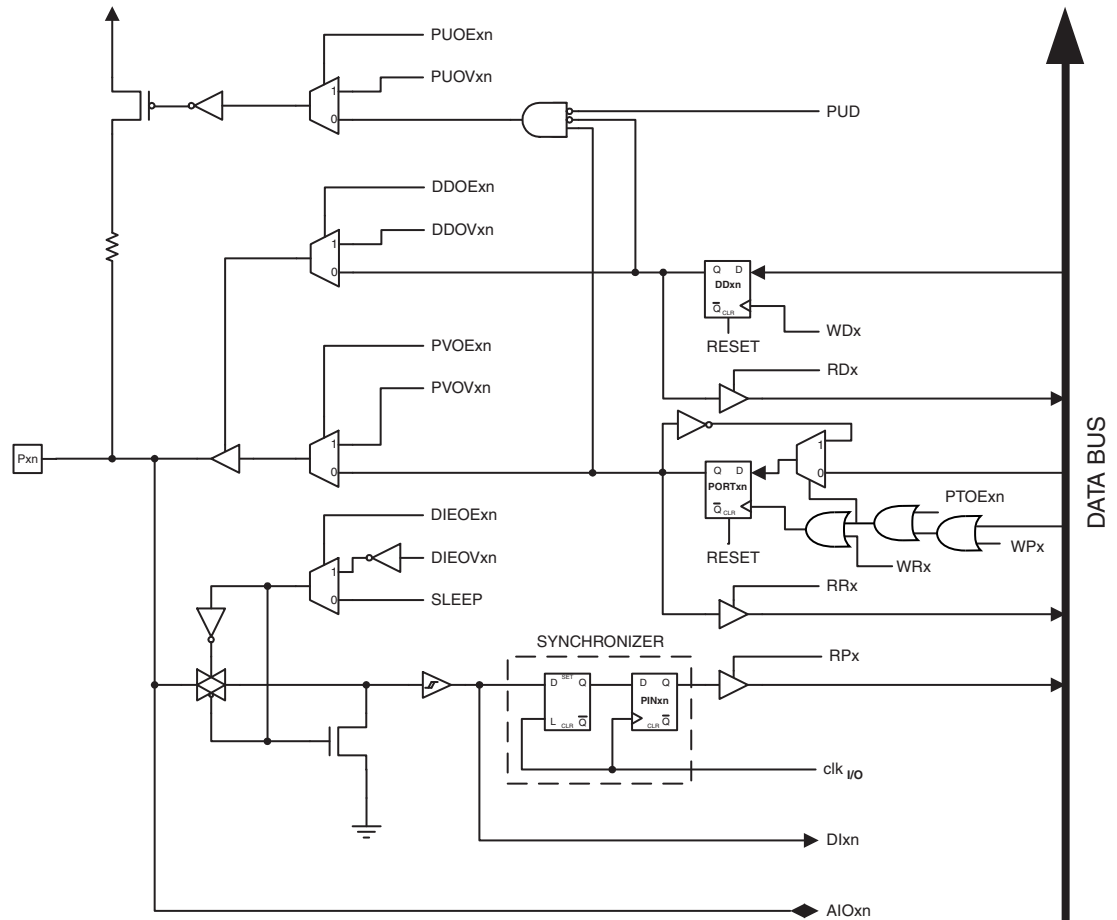 PUOExn
PUOVxn
1
0
PUD
DDOExn
DDOVxn
1
0
Q D
DDxn
Q CLR
WDx
RESET
PVOExn
PVOVxn
RDx
1
0
Pxn
1
0
Q D
PORTxn
Q CLR
PTOExn
DATA BUS
DIEOExn
RESET
WPx
WRx
DIEOVxn
1
0
SLEEP
RRx
SYNCHRONIZER
RPx
D SET Q
L CLR Q
D Q
PINxn
CLR Q
clk I/O
DIxn
AIOxn